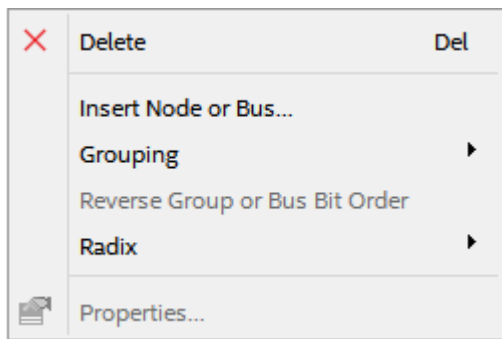 Delete Del
Insert Node or Bus...
Grouping
Reverse Group or Bus Bit Order
Radix
Properties...